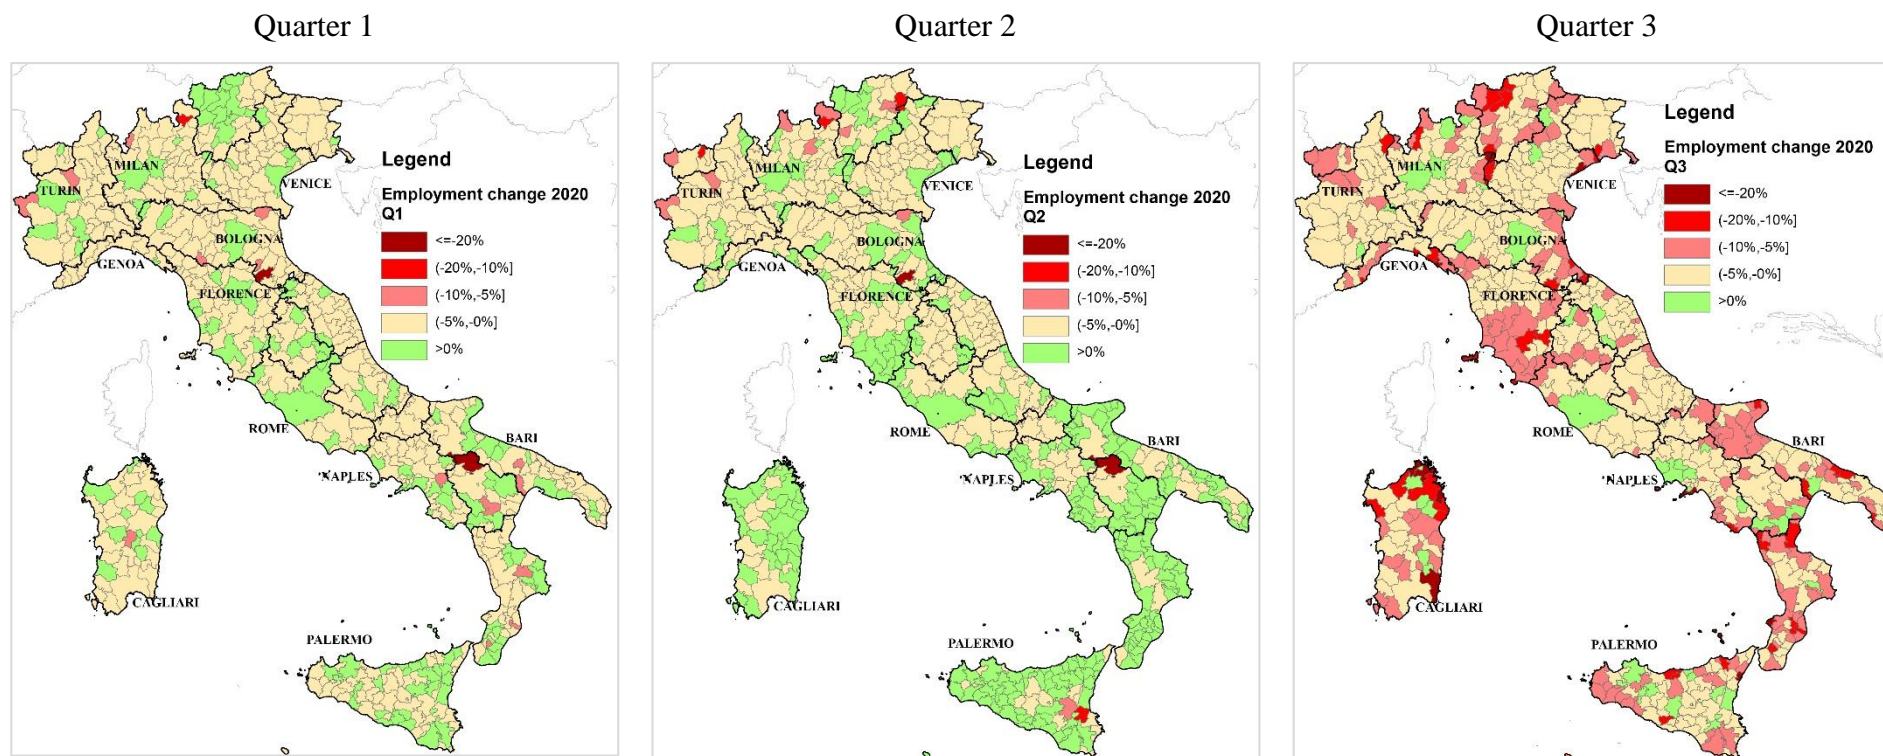 Quarter 1
Quarter 2
Quarter 3
MILAN
TURIN
VENICE
BOLOGNA
GENOA
FLORENCE
ROME
BARI
NAPLES
CAGLIARI
PALERMO
Legend
Employment change 2020
Q1
<=-20%
(-20%,-10%]
(-10%,-5%]
(-5%,-0%]
>0%
MILAN
TURIN
VENICE
BOLOGNA
GENOA
FLORENCE
ROME
BARI
NAPLES
CAGLIARI
PALERMO
Legend
Employment change 2020
Q2
<=-20%
(-20%,-10%]
(-10%,-5%]
(-5%,-0%]
>0%
MILAN
TURIN
VENICE
BOLOGNA
GENOA
FLORENCE
ROME
BARI
NAPLES
CAGLIARI
PALERMO
Legend
Employment change 2020
Q3
<=-20%
(-20%,-10%]
(-10%,-5%]
(-5%,-0%]
>0%